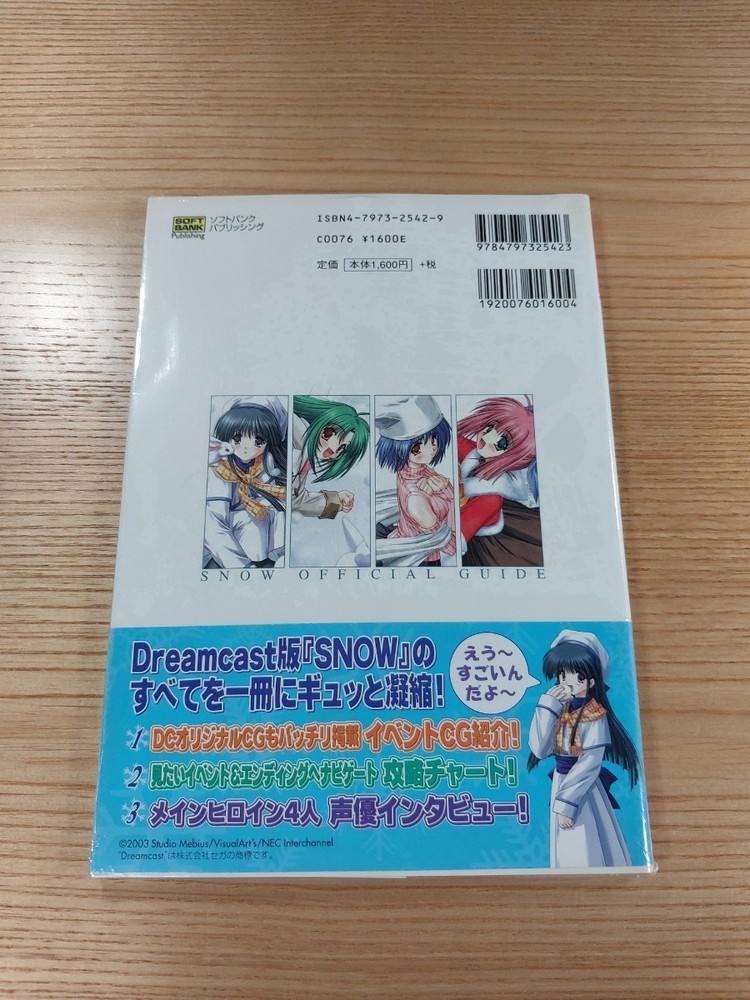 SOFT
BANK
Publishing
ソフトバンク
パブリッシング
ISBN4-7973-2542-9
C0076 ¥1600E
定価 本体1,600円 +税
9784797325423
1920076016004
SNOW OFFICIAL GUIDE
Dreamcast版『SNOW』の
すべてを一冊にギュッと凝縮!
えぅ〜
すごいん
だよ〜
1 DCオリジナルCGもバッチリ掲載 イベントCG紹介!
2 見たいイベント&エンディングへナビゲート 攻略チャート!
3 メインヒロイン4人 声優インタビュー!
©2003 Studio Mebius/VisualArt's/NEC Interchannel
"Dreamcast"は株式会社セガの商標です。